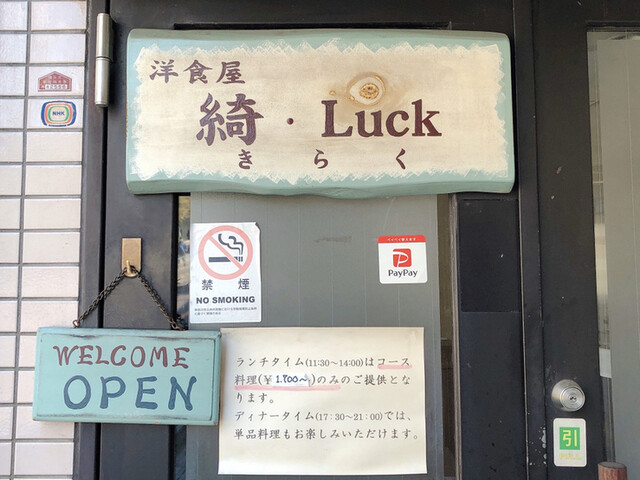 洋食屋
綺・Luck
きらく
NHK
禁煙
NO SMOKING
PayPay
WELCOME
OPEN
ランチタイム(11:30〜14:00)はコース
料理(¥1.700〜)のみのご提供とな
ります。
ディナータイム(17:30〜21:00)では、
単品料理もお楽しみいただけます。
引